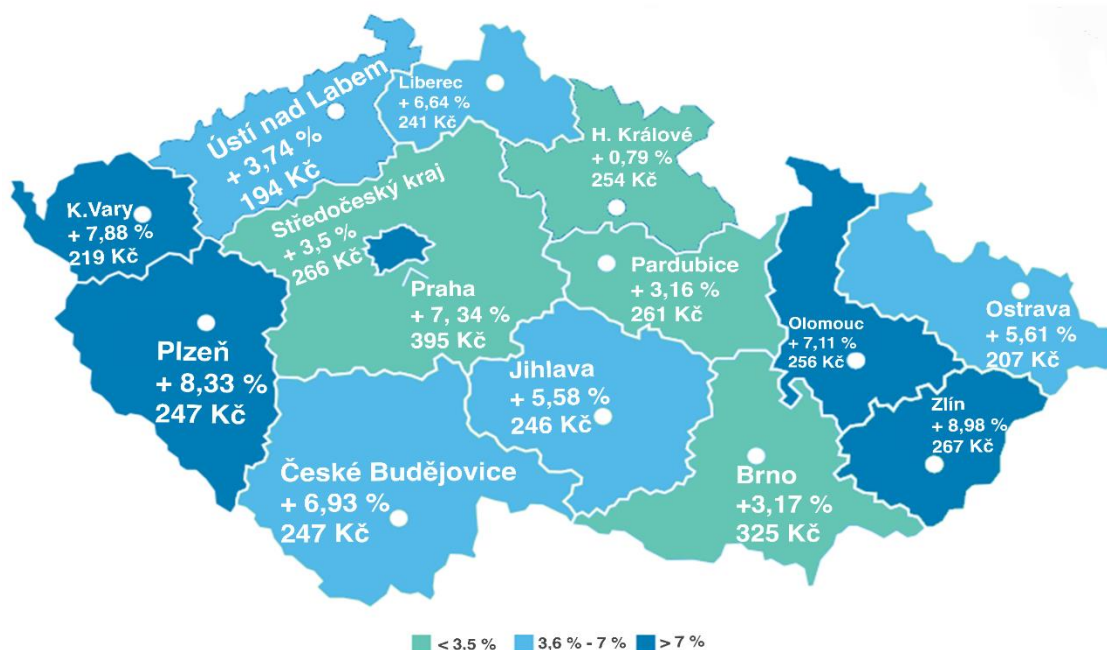 Ústí nad Labem
+ 3,74 %
194 Kč
Liberec
+ 6,64 %
241 Kč
H. Králové
+ 0,79 %
254 Kč
K.Vary
+ 7,88 %
219 Kč
Středočeský kraj
+ 3,5 %
266 Kč
Praha
+ 7, 34 %
395 Kč
Pardubice
+ 3,16 %
261 Kč
Olomouc
+ 7,11 %
256 Kč
Ostrava
+ 5,61 %
207 Kč
Plzeň
+ 8,33 %
247 Kč
Jihlava
+ 5,58 %
246 Kč
Zlín
+ 8,98 %
267 Kč
České Budějovice
+ 6,93 %
247 Kč
Brno
+3,17 %
325 Kč
< 3.5 % 3,6 % - 7 % > 7 %